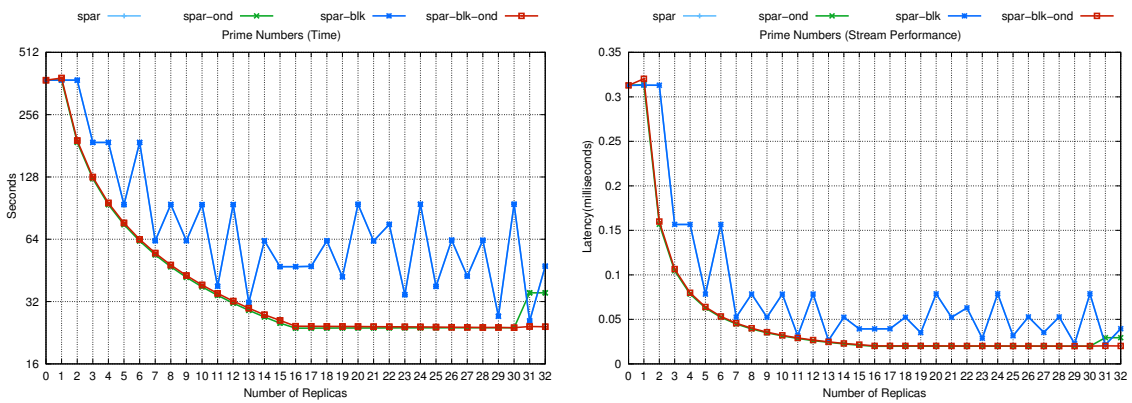 spar spar-ond spar-blk spar-blk-ond
Prime Numbers (Time)
512
256
128
64
32
16
Seconds
0 1 2 3 4 5 6 7 8 9 10 11 12 13 14 15 16 17 18 19 20 21 22 23 24 25 26 27 28 29 30 31 32
Number of Replicas
spar spar-ond spar-blk spar-blk-ond
Prime Numbers (Stream Performance)
0.35
0.3
0.25
0.2
0.15
0.1
0.05
0
Latency(milliseconds)
0 1 2 3 4 5 6 7 8 9 10 11 12 13 14 15 16 17 18 19 20 21 22 23 24 25 26 27 28 29 30 31 32
Number of Replicas